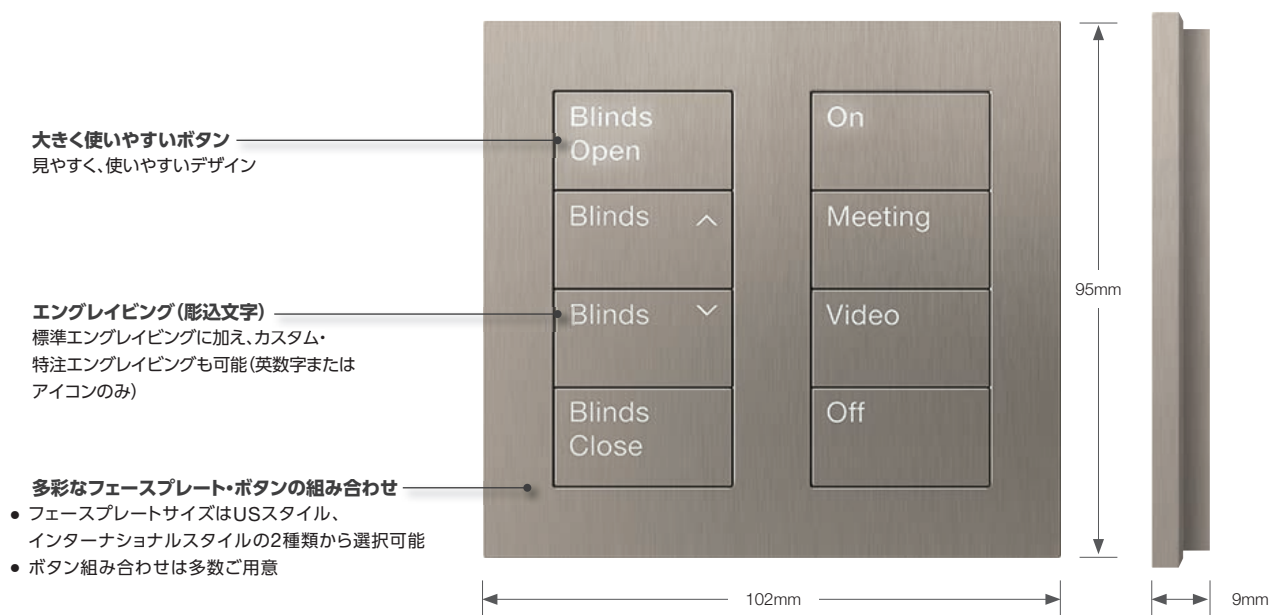 大きく使いやすいボタン
見やすく、使いやすいデザイン
エングレイビング（彫込文字）
標準エングレイビングに加え、カスタム・
特注エングレイビングも可能（英数字または
アイコンのみ）
多彩なフェースプレート・ボタンの組み合わせ
● フェースプレートサイズはUSスタイル、
インターナショナルスタイルの2種類から選択可能
● ボタン組み合わせは多数ご用意
Blinds
Open
Blinds
Blinds
Blinds
Close
On
Meeting
Video
Off
95mm
102mm
9mm